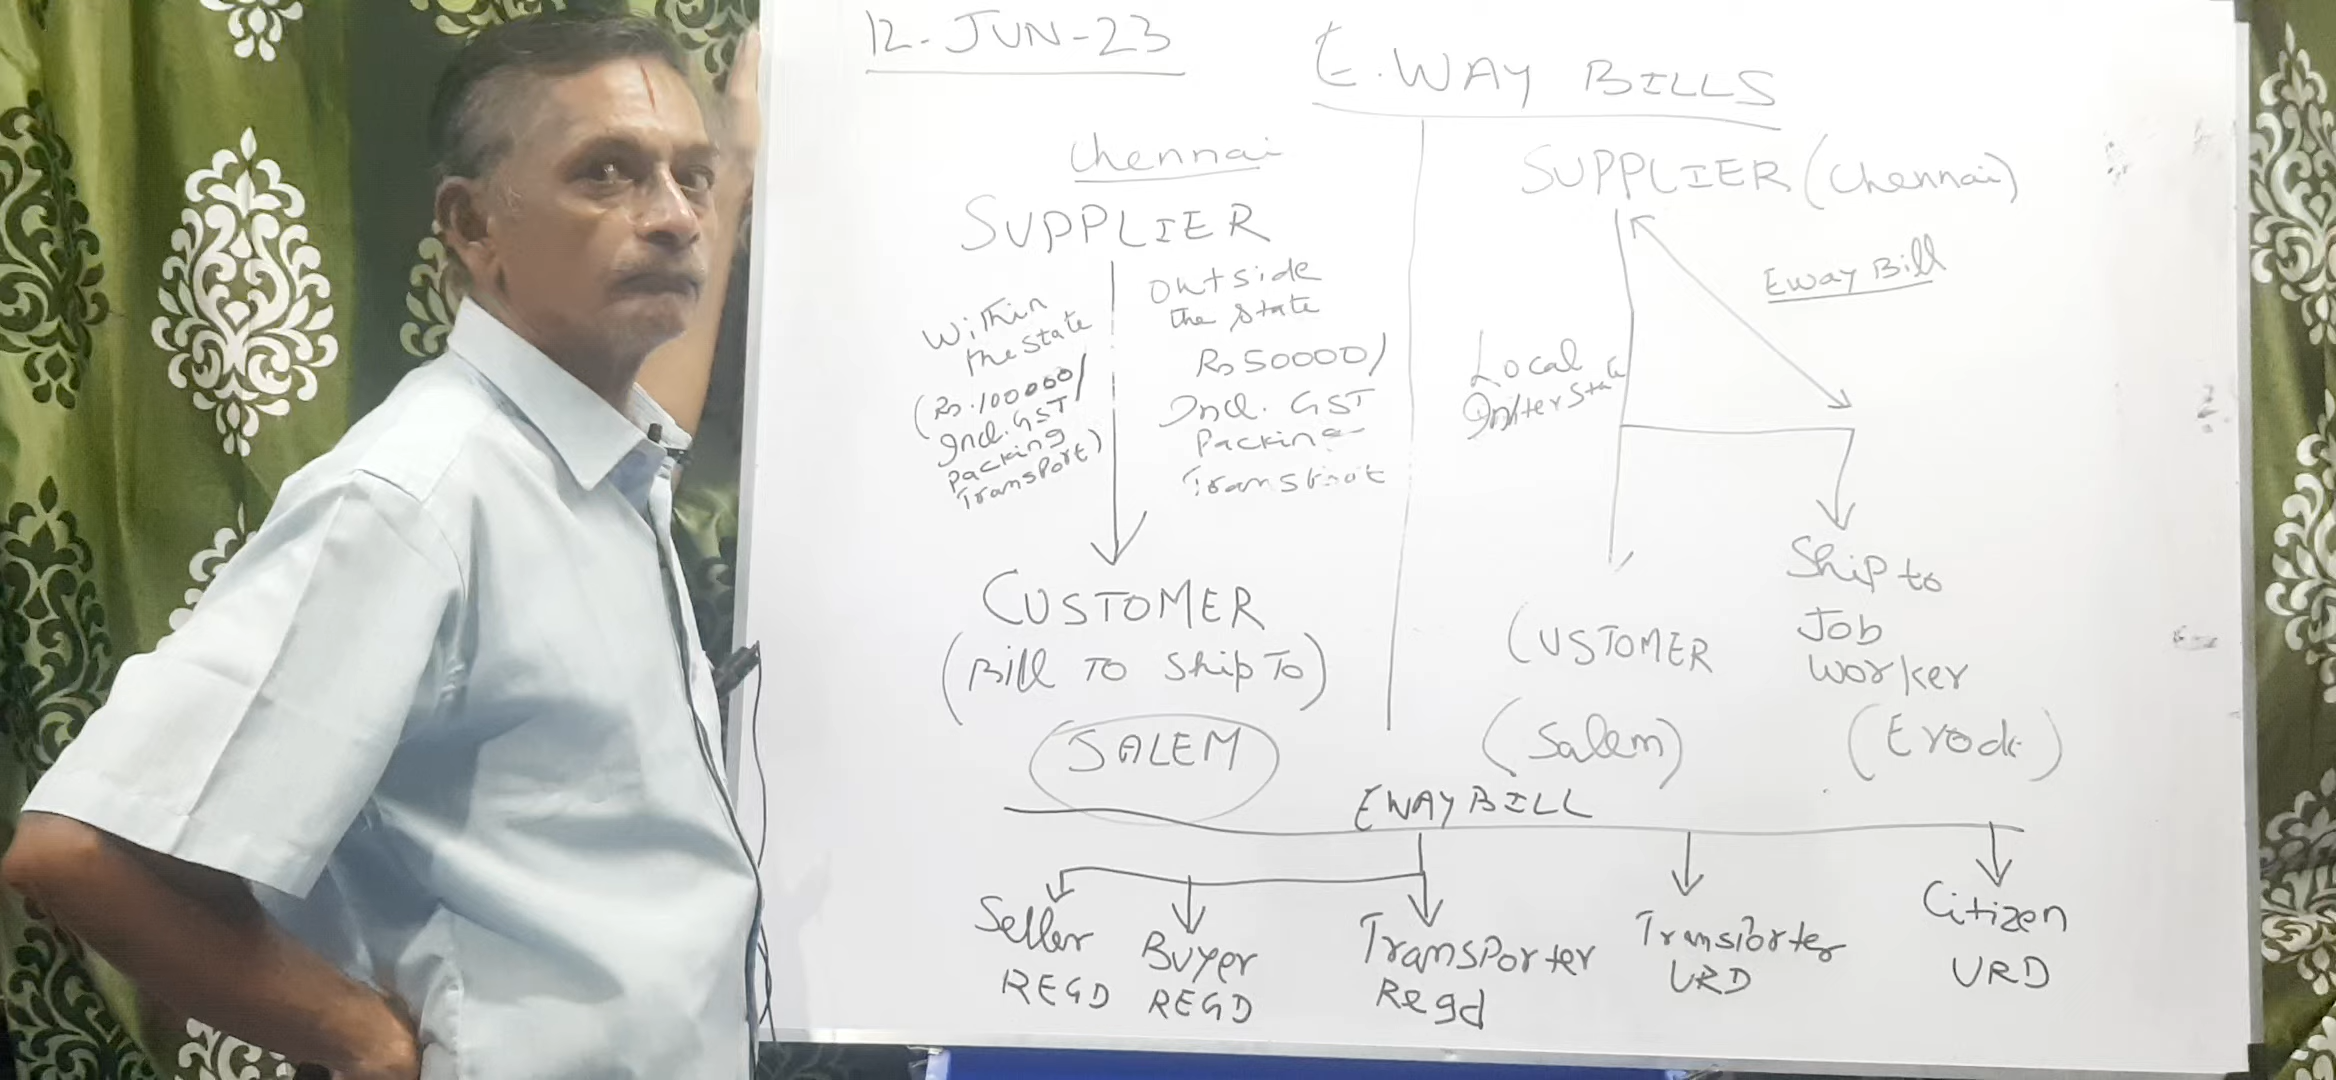 12-JUN-23
E.WAY BILLS
Chennai
SUPPLIER
Within
the state
(Rs.100000/
Incl. GST
Packing
Transport)
Outside
the state
Rs 50000/
Incl. GST
Packing
CUSTOMER
(Bill TO Ship TO)
SALEM
SUPPLIER (Chennai)
Eway Bill
Local
CUSTOMER
(Salem)
Ship to
Job
Worker
(Erode)
EWAY BILL
Seller
REGD
Buyer
REGD
Transporter
Regd
Transporter
URD
Citizen
URD